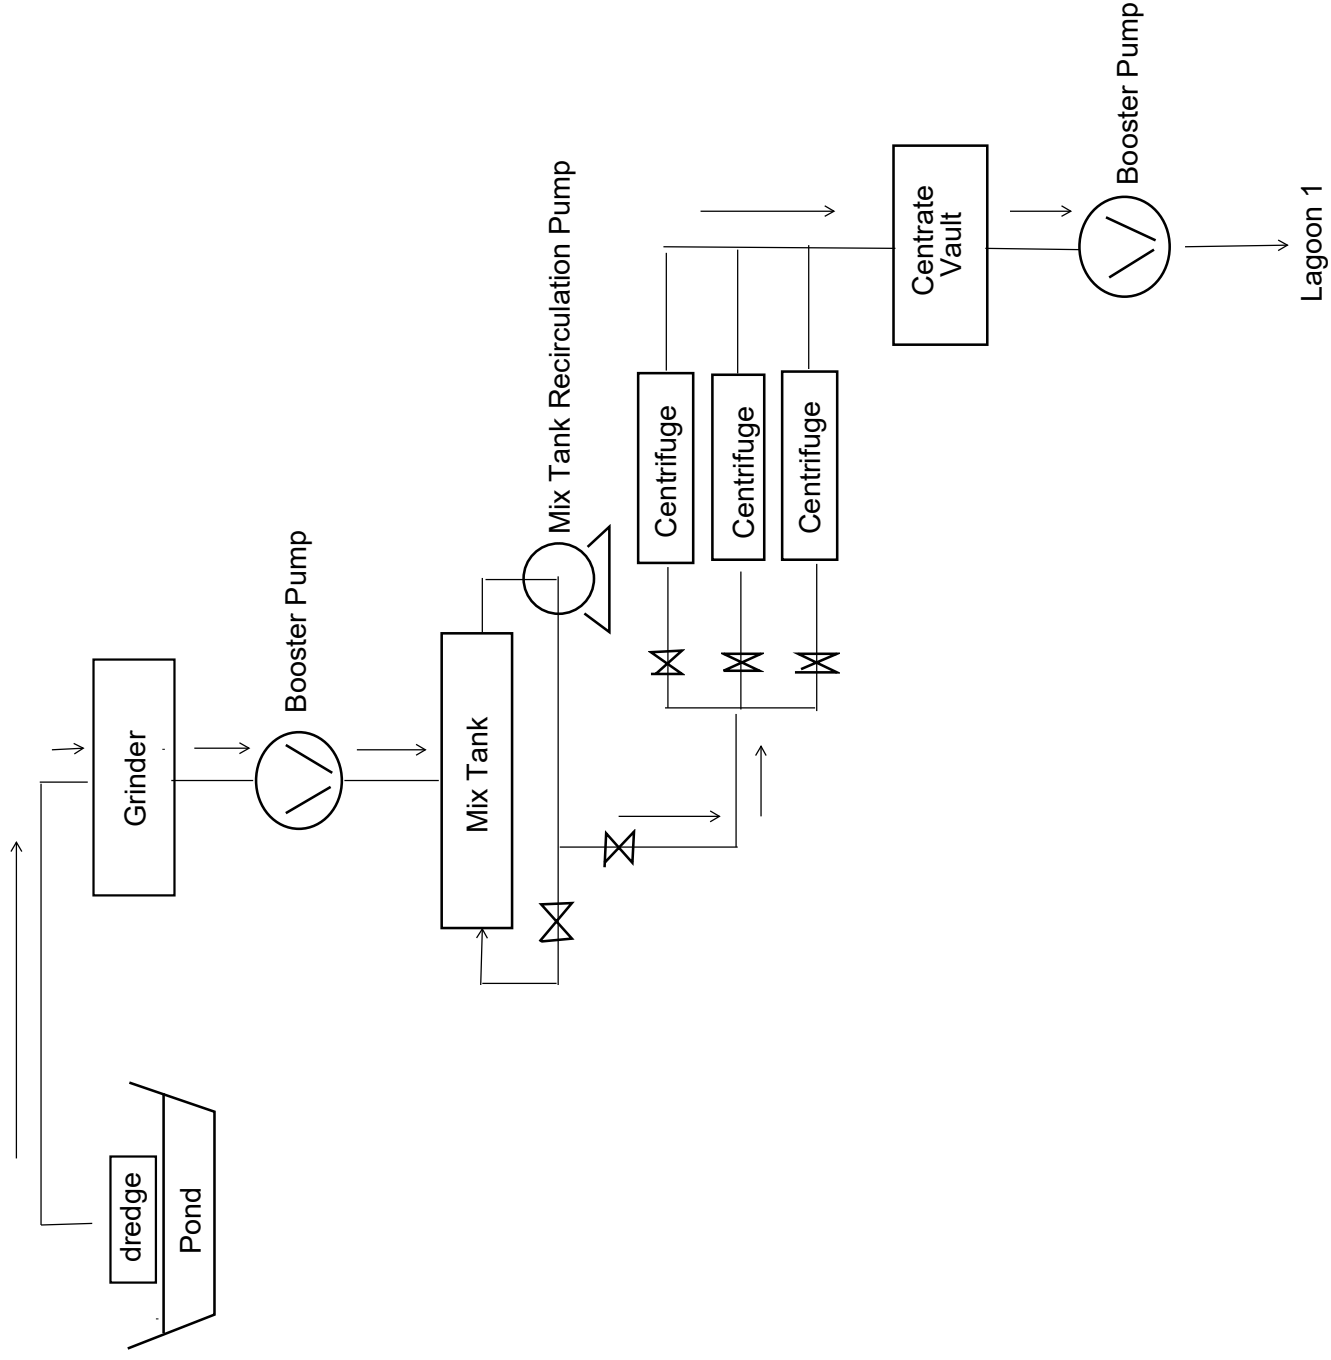 dredge
Pond
Grinder
Booster Pump
Mix Tank
Mix Tank Recirculation Pump
Centrifuge
Centrifuge
Centrifuge
Centrate
Vault
Booster Pump
Lagoon 1